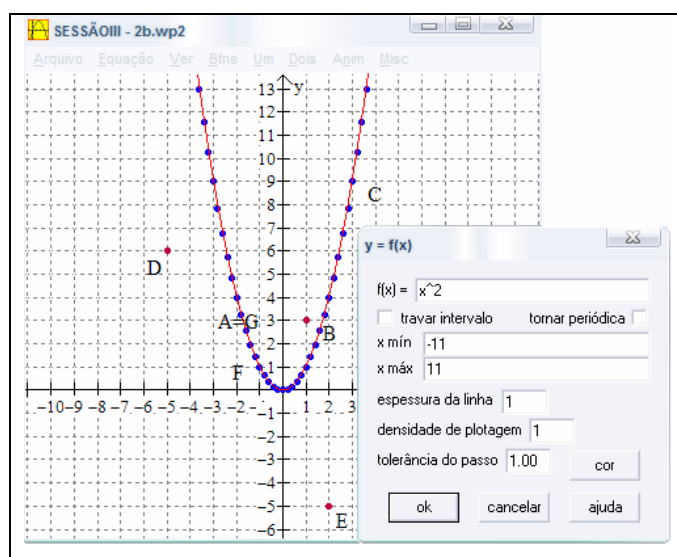 SESSÃOIII - 2b.wp2
Arquivo Equação Ver Btns Um Dois Anim Misc
y
13
12
11
10
9
C
8
7
6
D
5
4
A=G
3
B
2
F
1
-10 -9 -8 -7 -6 -5 -4 -3 -2 1 2 3
-1
-2
-3
-4
-5
E
-6
y = f(x)
f(x) = x^2
travar intervalo tornar periódica
x mín -11
x máx 11
espessura da linha 1
densidade de plotagem 1
tolerância do passo 1.00 cor
ok cancelar ajuda